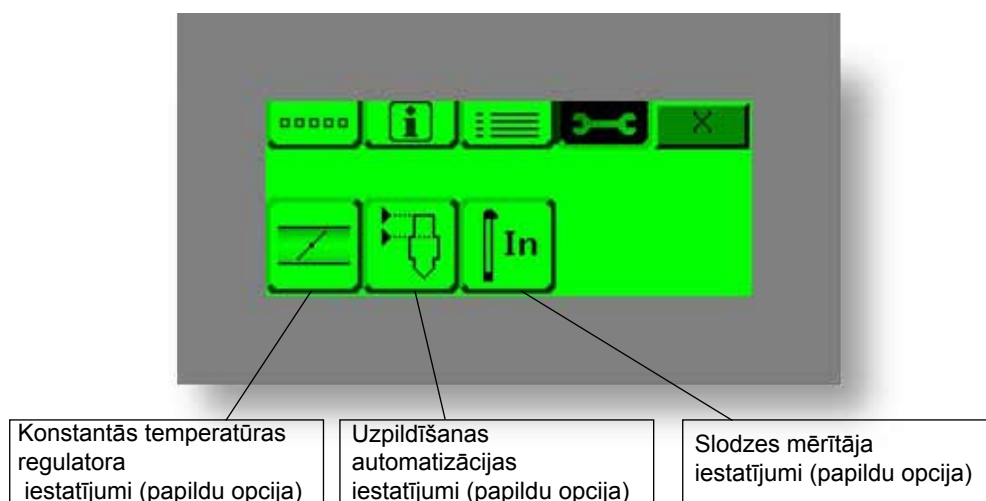 i
X
In
Konstantās temperatūras
regulatora
iestatījumi (papildu opcija)
Uzpildīšanas
automatizācijas
iestatījumi (papildu opcija)
Slodzes mērītāja
iestatījumi (papildu opcija)